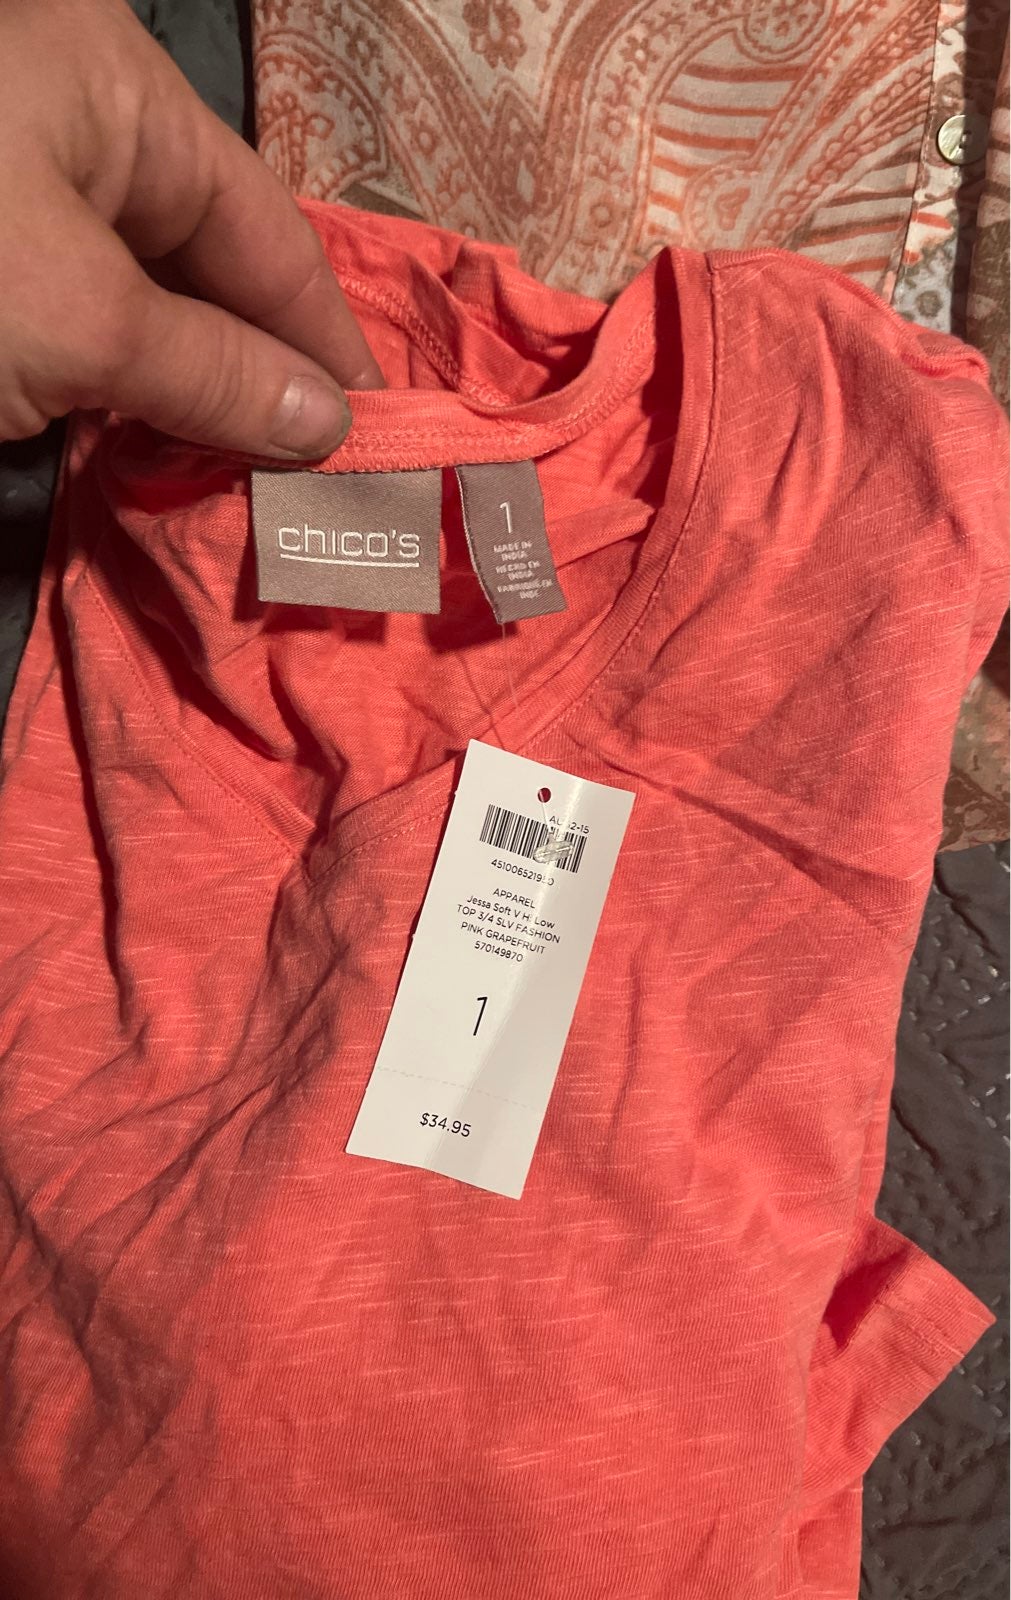 chico's
1
MADE IN
INDIA
HECHO EN
INDIA
FABRIQUÉ EN
INDE
APPAREL
Jessa Soft V Hi Low
TOP 3/4 SLV FASHION
PINK GRAPEFRUIT
570149870
1
$34.95